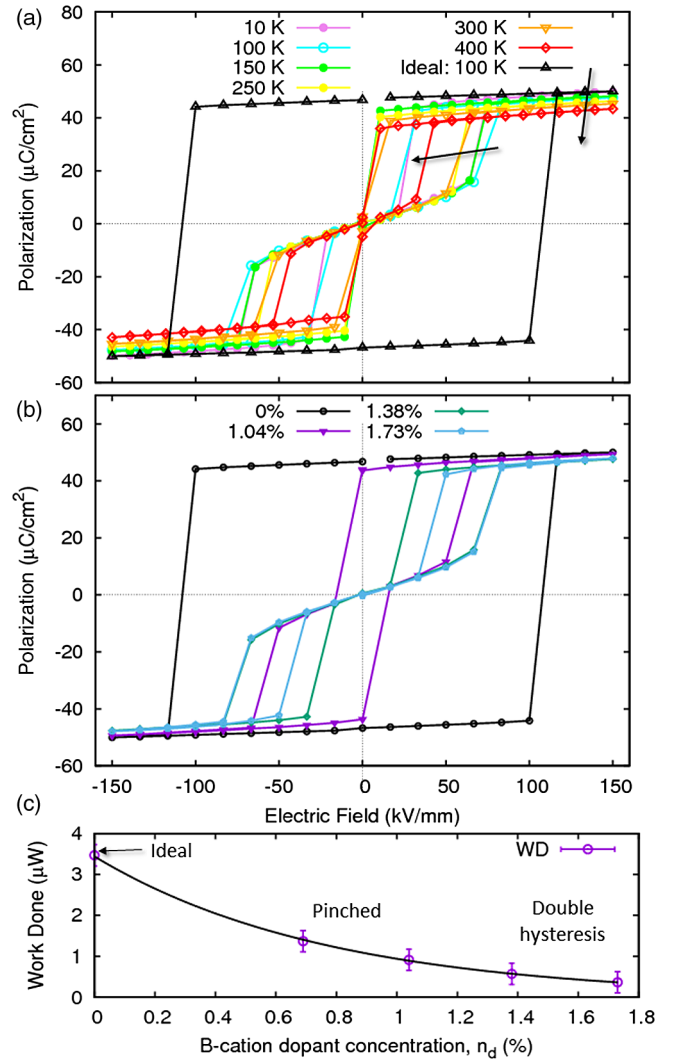 (a)
10 K
100 K
150 K
250 K
300 K
400 K
Ideal: 100 K
60
40
20
0
-20
-40
-60
Polarization (μC/cm²)
(b)
0%
1.04%
1.38%
1.73%
60
40
20
0
-20
-40
-60
Polarization (μC/cm²)
-150 -100 -50 0 50 100 150
Electric Field (kV/mm)
(c)
4
3
2
1
0
Work Done (μW)
Ideal
WD
Pinched
Double
hysteresis
0 0.2 0.4 0.6 0.8 1 1.2 1.4 1.6 1.8
B-cation dopant concentration, n_d (%)